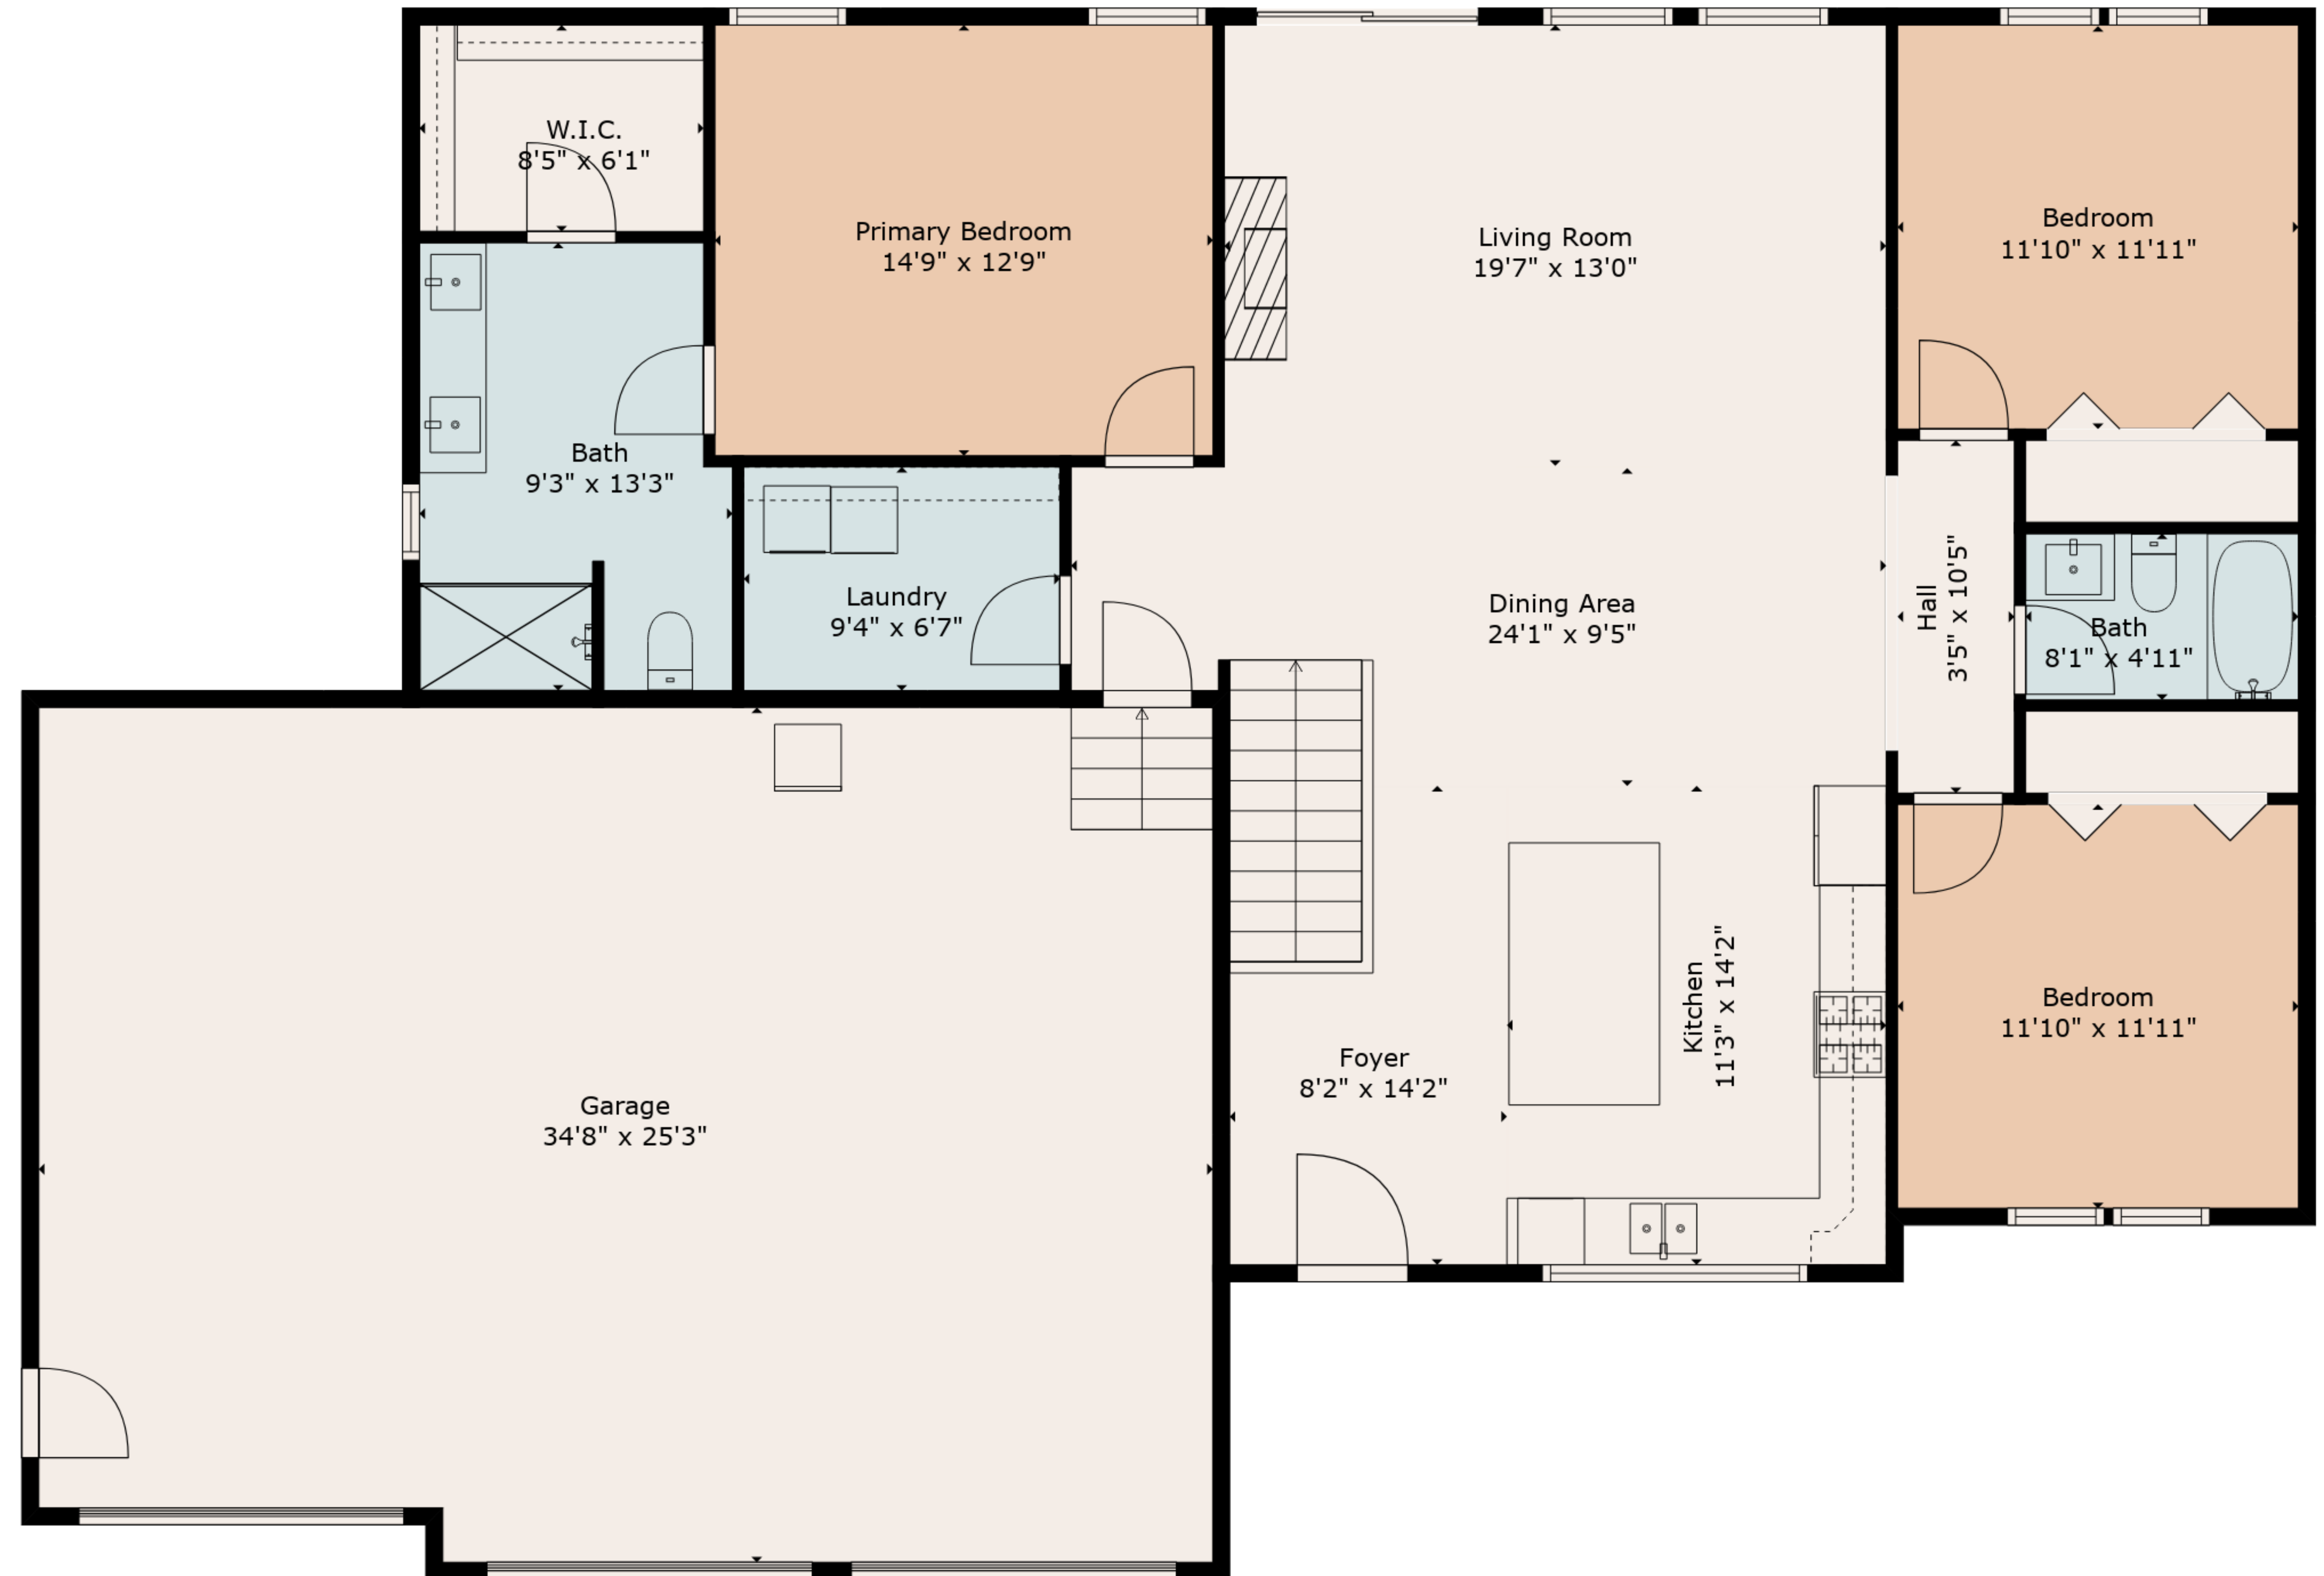 W.I.C.
8'5" x 6'1"
Primary Bedroom
14'9" x 12'9"
Living Room
19'7" x 13'0"
Bedroom
11'10" x 11'11"
Bath
9'3" x 13'3"
Laundry
9'4" x 6'7"
Dining Area
24'1" x 9'5"
Hall
3'5" x 10'5"
Bath
8'1" x 4'11"
Garage
34'8" x 25'3"
Foyer
8'2" x 14'2"
Kitchen
11'3" x 14'2"
Bedroom
11'10" x 11'11"